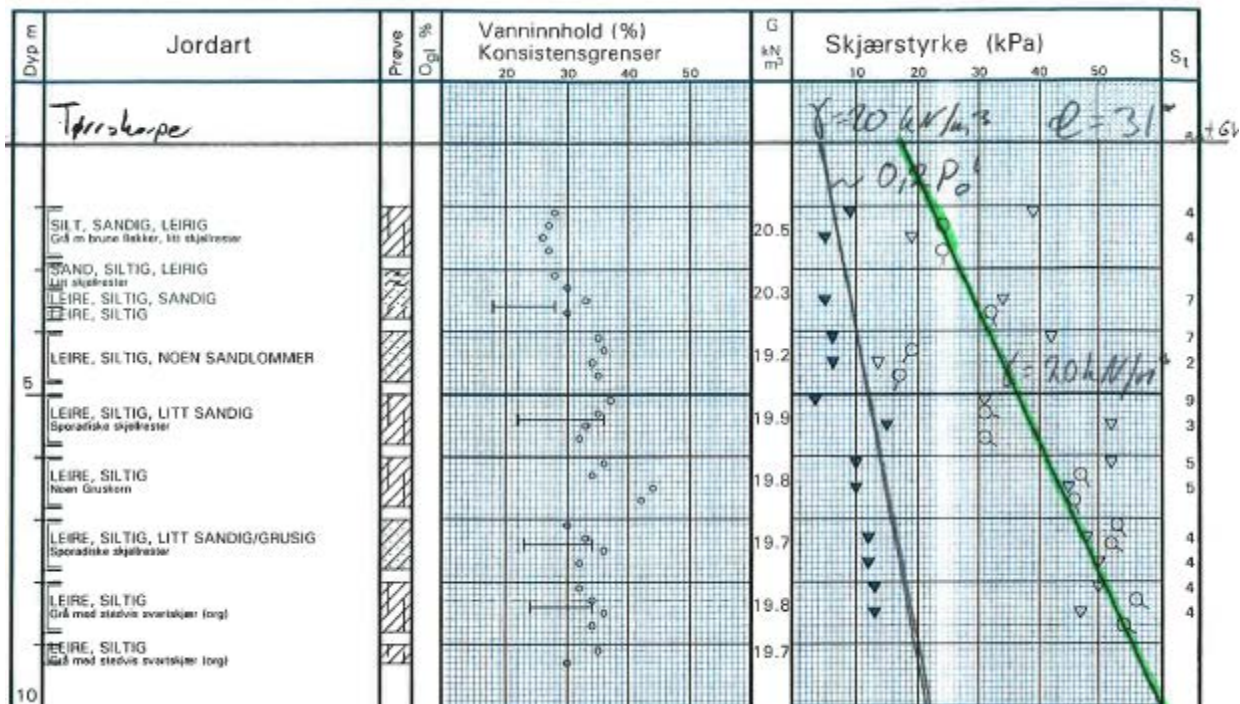 Dyp m
Jordart
Prøve
Ogl %
Vanninnhold (%)
Konsistensgrenser
20 30 40 50
G
kN
m³
Skjærstyrke (kPa)
10 20 30 40 50
St
γ=20 kN/m³
~ 0,2 Po'
SILT, SANDIG, LEIRIG
Grå m brune flekker, litt skjellrester
20.5
4
4
SAND, SILTIG, LEIRIG
Litt skjellrester
LEIRE, SILTIG, SANDIG
LEIRE, SILTIG
20.3
7
LEIRE, SILTIG, NOEN SANDLOMMER
19.2
7
2
5
= 20 kN/m³
LEIRE, SILTIG, LITT SANDIG
Sporadiske skjellrester
19.9
9
3
LEIRE, SILTIG
Noen Gruskorn
19.8
5
5
LEIRE, SILTIG, LITT SANDIG/GRUSIG
Sporadiske skjellrester
19.7
4
4
LEIRE, SILTIG
Grå med stedvis svartskjær (org)
19.8
4
4
LEIRE, SILTIG
Grå med stedvis svartskjær (org)
19.7
10